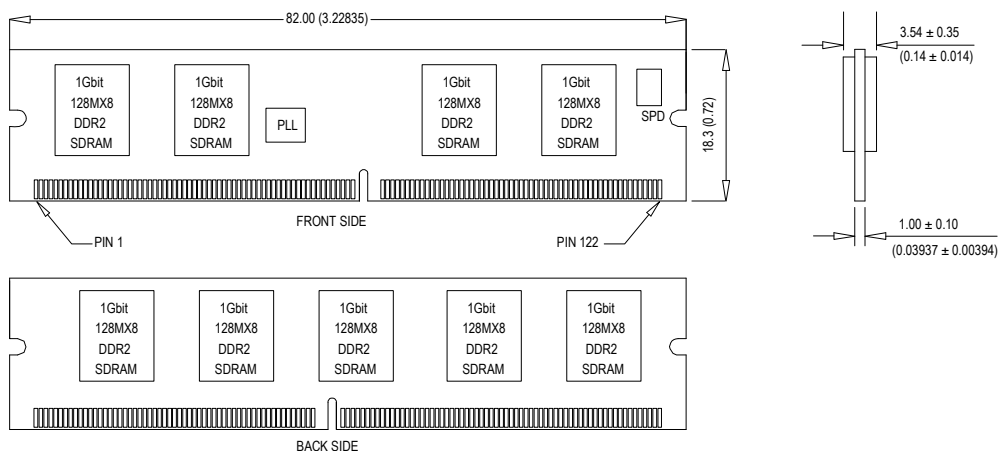 82.00 (3.22835)
3.54 ± 0.35
(0.14 ± 0.014)
1Gbit
128MX8
DDR2
SDRAM
1Gbit
128MX8
DDR2
SDRAM
PLL
1Gbit
128MX8
DDR2
SDRAM
1Gbit
128MX8
DDR2
SDRAM
SPD
18.3 (0.72)
FRONT SIDE
PIN 1
PIN 122
1.00 ± 0.10
(0.03937 ± 0.00394)
1Gbit
128MX8
DDR2
SDRAM
1Gbit
128MX8
DDR2
SDRAM
1Gbit
128MX8
DDR2
SDRAM
1Gbit
128MX8
DDR2
SDRAM
1Gbit
128MX8
DDR2
SDRAM
BACK SIDE